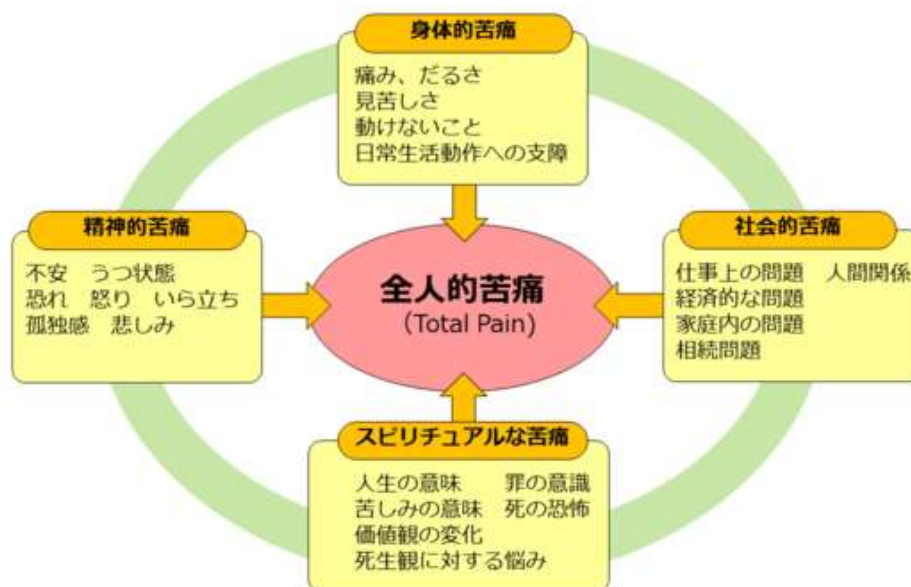 身体的苦痛
痛み、だるさ
見苦しさ
動けないこと
日常生活動作への支障
精神的苦痛
不安 うつ状態
恐れ 怒り いら立ち
孤独感 悲しみ
全人的苦痛
(Total Pain)
社会的苦痛
仕事上の問題 人間関係
経済的な問題
家庭内の問題
相続問題
スピリチュアルな苦痛
人生の意味 罪の意識
苦しみの意味 死の恐怖
価値観の変化
死生観に対する悩み